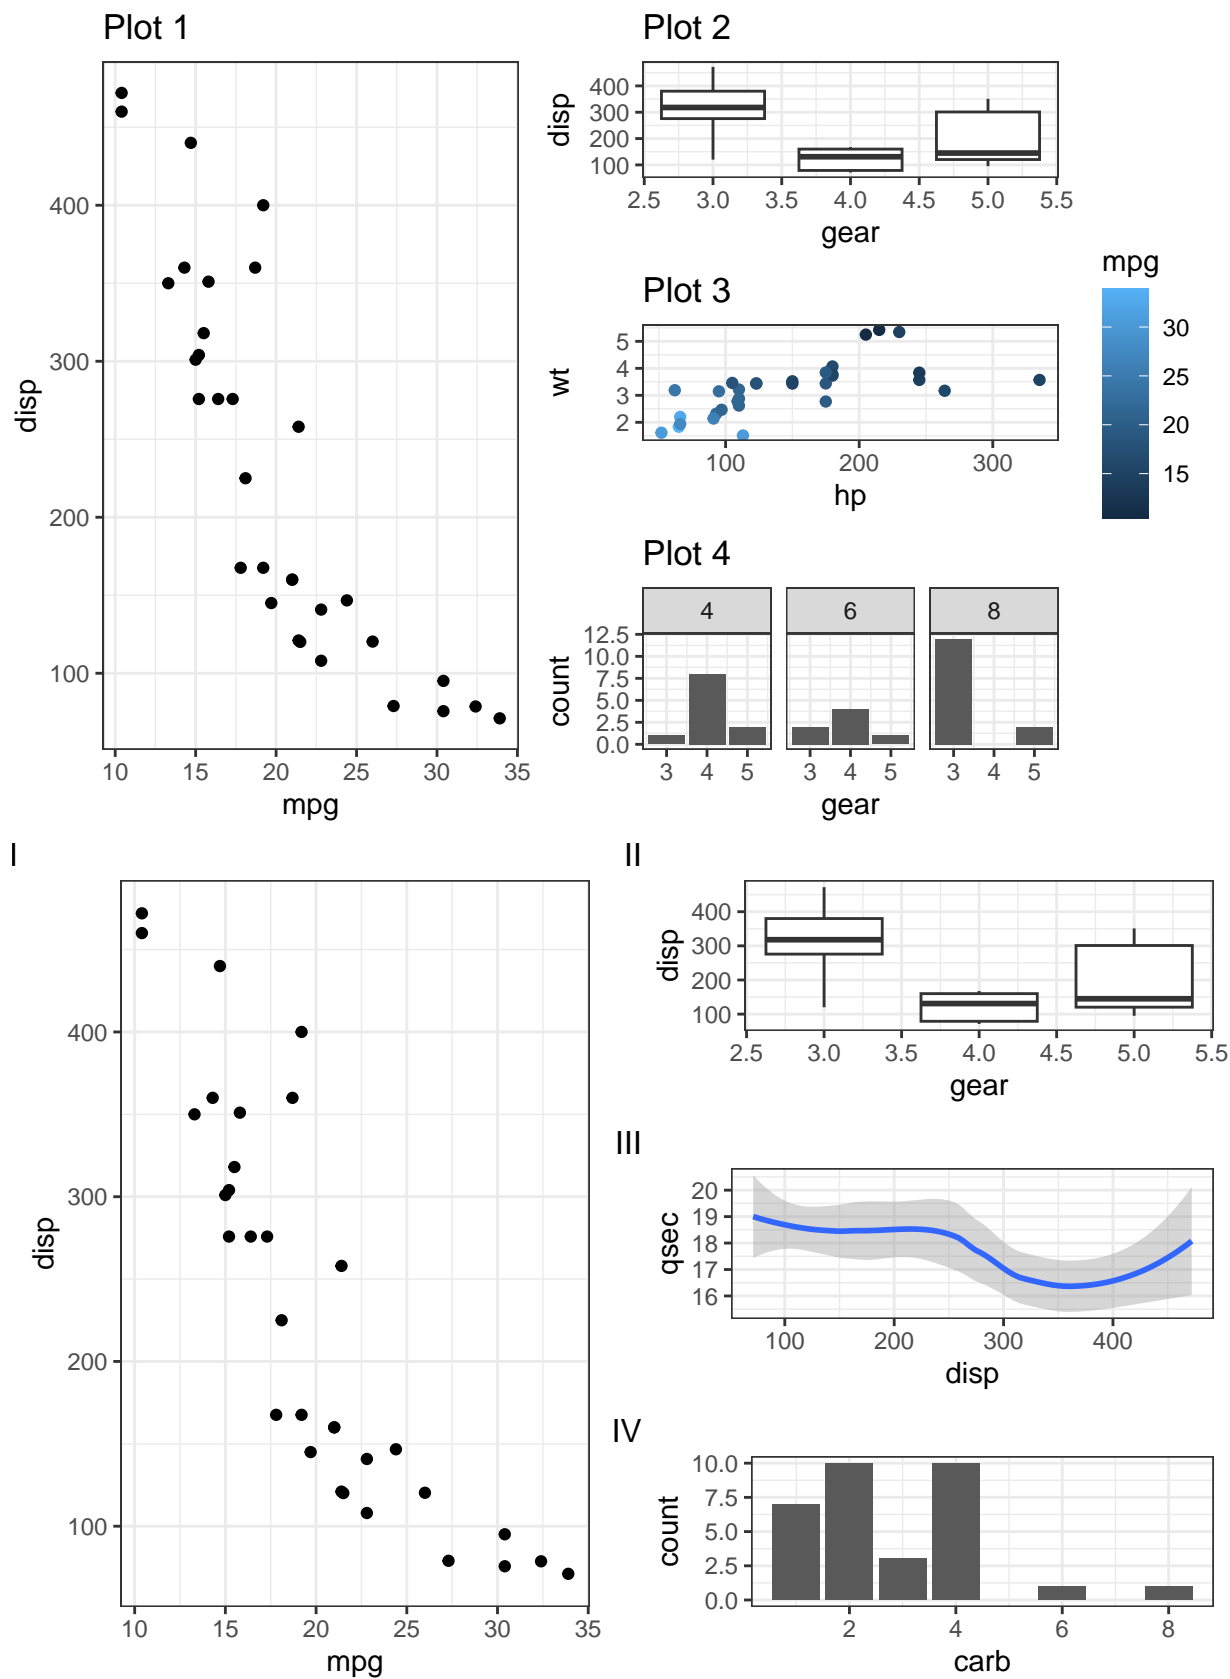 Plot 1
disp
400
300
200
100
10 15 20 25 30 35
mpg
Plot 2
disp
400
300
200
100
2.5 3.0 3.5 4.0 4.5 5.0 5.5
gear
Plot 3
wt
5
4
3
2
100 200 300
hp
mpg
30
25
20
15
Plot 4
4 6 8
count
12.5
10.0
7.5
5.0
2.5
0.0
3 4 5 3 4 5 3 4 5
gear
I
disp
400
300
200
100
10 15 20 25 30 35
mpg
II
disp
400
300
200
100
2.5 3.0 3.5 4.0 4.5 5.0 5.5
gear
III
qsec
20
19
18
17
16
100 200 300 400
disp
IV
count
10.0
7.5
5.0
2.5
0.0
2 4 6 8
carb